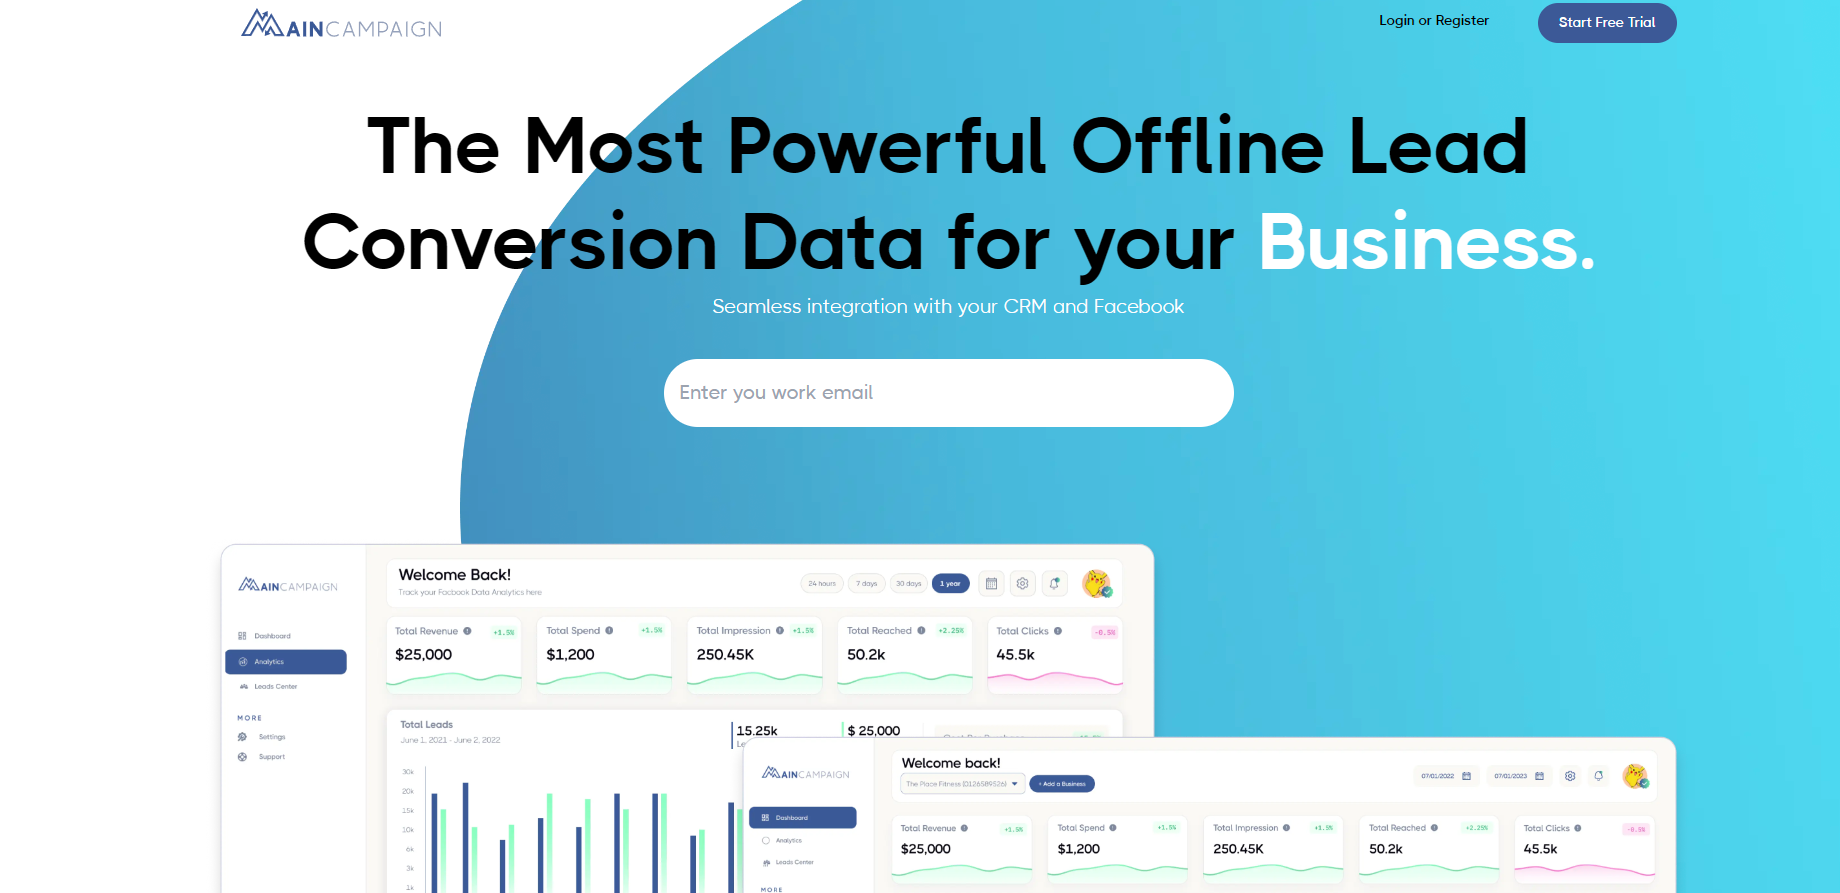 MAINCAMPAIGN
Login or Register
Start Free Trial
The Most Powerful Offline Lead
Conversion Data for your Business.
Seamless integration with your CRM and Facebook
Enter you work email
MAINCAMPAIGN
Dashboard
Analytics
Leads Center
MORE
Settings
Support
Welcome Back!
Track your Facbook Data Analytics here
24 hours 7 days 30 days 1 year
Total Revenue +1.5%
$25,000
Total Spend +1.5%
$1,200
Total Impression +1.5%
250.45K
Total Reached +2.25%
50.2k
Total Clicks -0.5%
45.5k
Total Leads
June 1, 2021 - June 2, 2022
15.25k
$ 25,000
30k
20k
15k
10k
6k
3k
1k
MAINCAMPAIGN
Dashboard
Analytics
Leads Center
MORE
Welcome back!
The Place Fitness (0126589526)
+ Add a Business
07/01/2022
07/01/2023
Total Revenue +1.5%
$25,000
Total Spend +1.5%
$1,200
Total Impression +1.5%
250.45K
Total Reached +2.25%
50.2k
Total Clicks -0.5%
45.5k